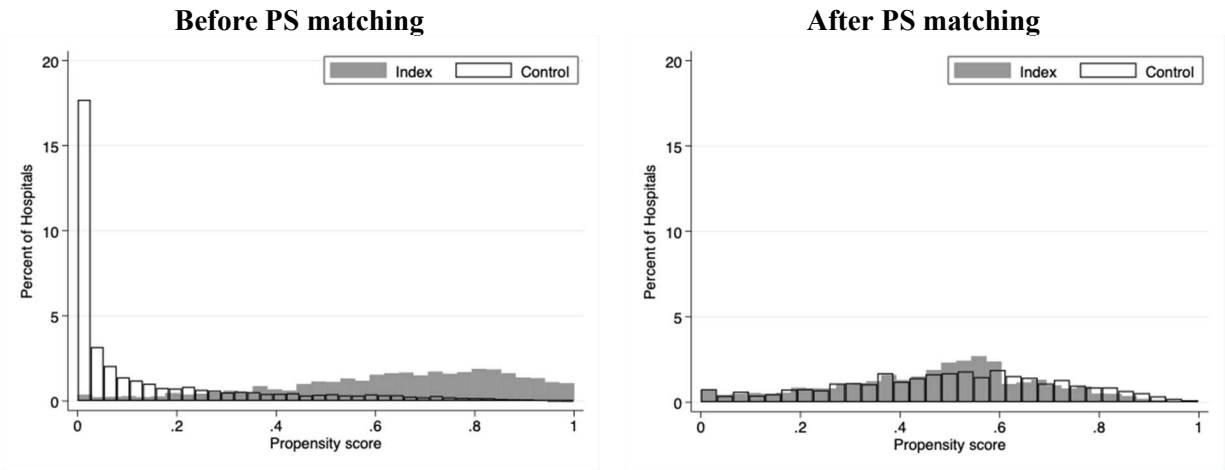 Before PS matching
Index Control
20
15
10
5
0
Percent of Hospitals
0 .2 .4 .6 .8 1
Propensity score
After PS matching
Index Control
20
15
10
5
0
Percent of Hospitals
0 .2 .4 .6 .8 1
Propensity score